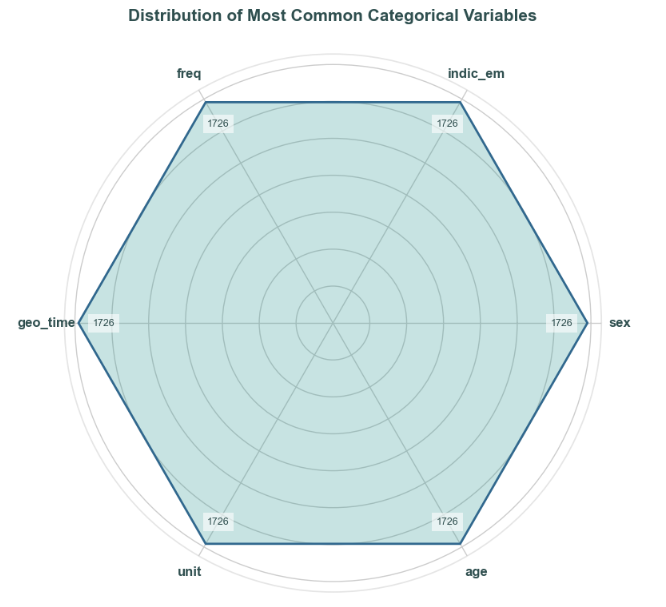 Distribution of Most Common Categorical Variables
freq
indic_em
1726
1726
geo_time
1726
1726
sex
1726
1726
unit
age